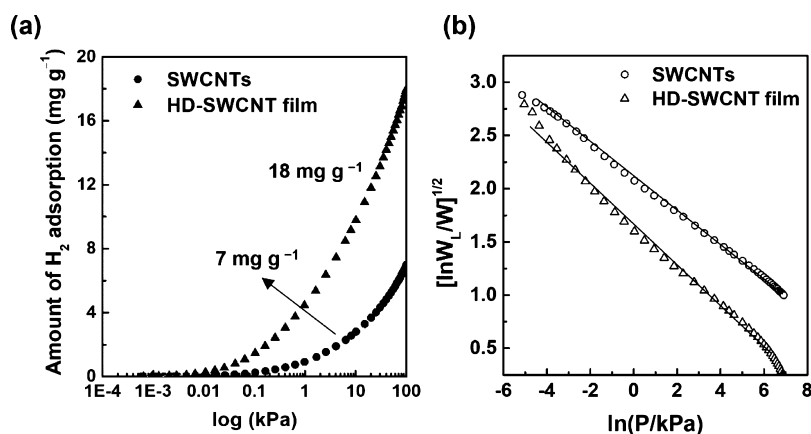 (a)
Amount of H₂ adsorption (mg g⁻¹)
20
16
12
8
4
0
SWCNTs
HD-SWCNT film
18 mg g⁻¹
7 mg g⁻¹
1E-4 1E-3 0.01 0.1 1 10 100
log (kPa)
(b)
[lnW_L/W]^1/2
3.0
2.5
2.0
1.5
1.0
0.5
SWCNTs
HD-SWCNT film
-6 -4 -2 0 2 4 6 8
ln(P/kPa)